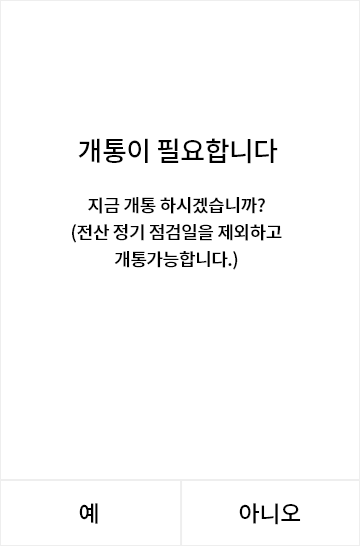 개통이 필요합니다
지금 개통 하시겠습니까?
(전산 정기 점검일을 제외하고
개통가능합니다.)
예
아니오